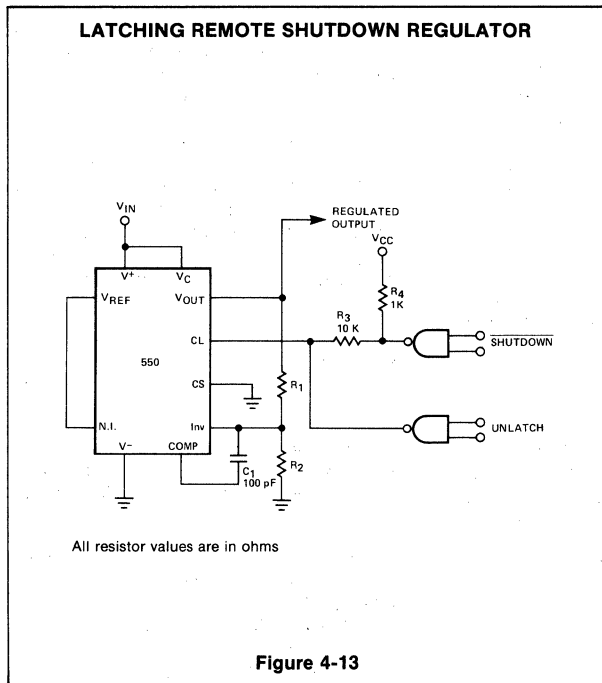 LATCHING REMOTE SHUTDOWN REGULATOR
VIN
REGULATED
OUTPUT
VCC
V+
VC
VREF
VOUT
R4
1K
R3
10 K
CL
SHUTDOWN
550
CS
R1
N.I.
Inv
UNLATCH
V−
COMP
R2
C1
100 pF
All resistor values are in ohms
Figure 4-13